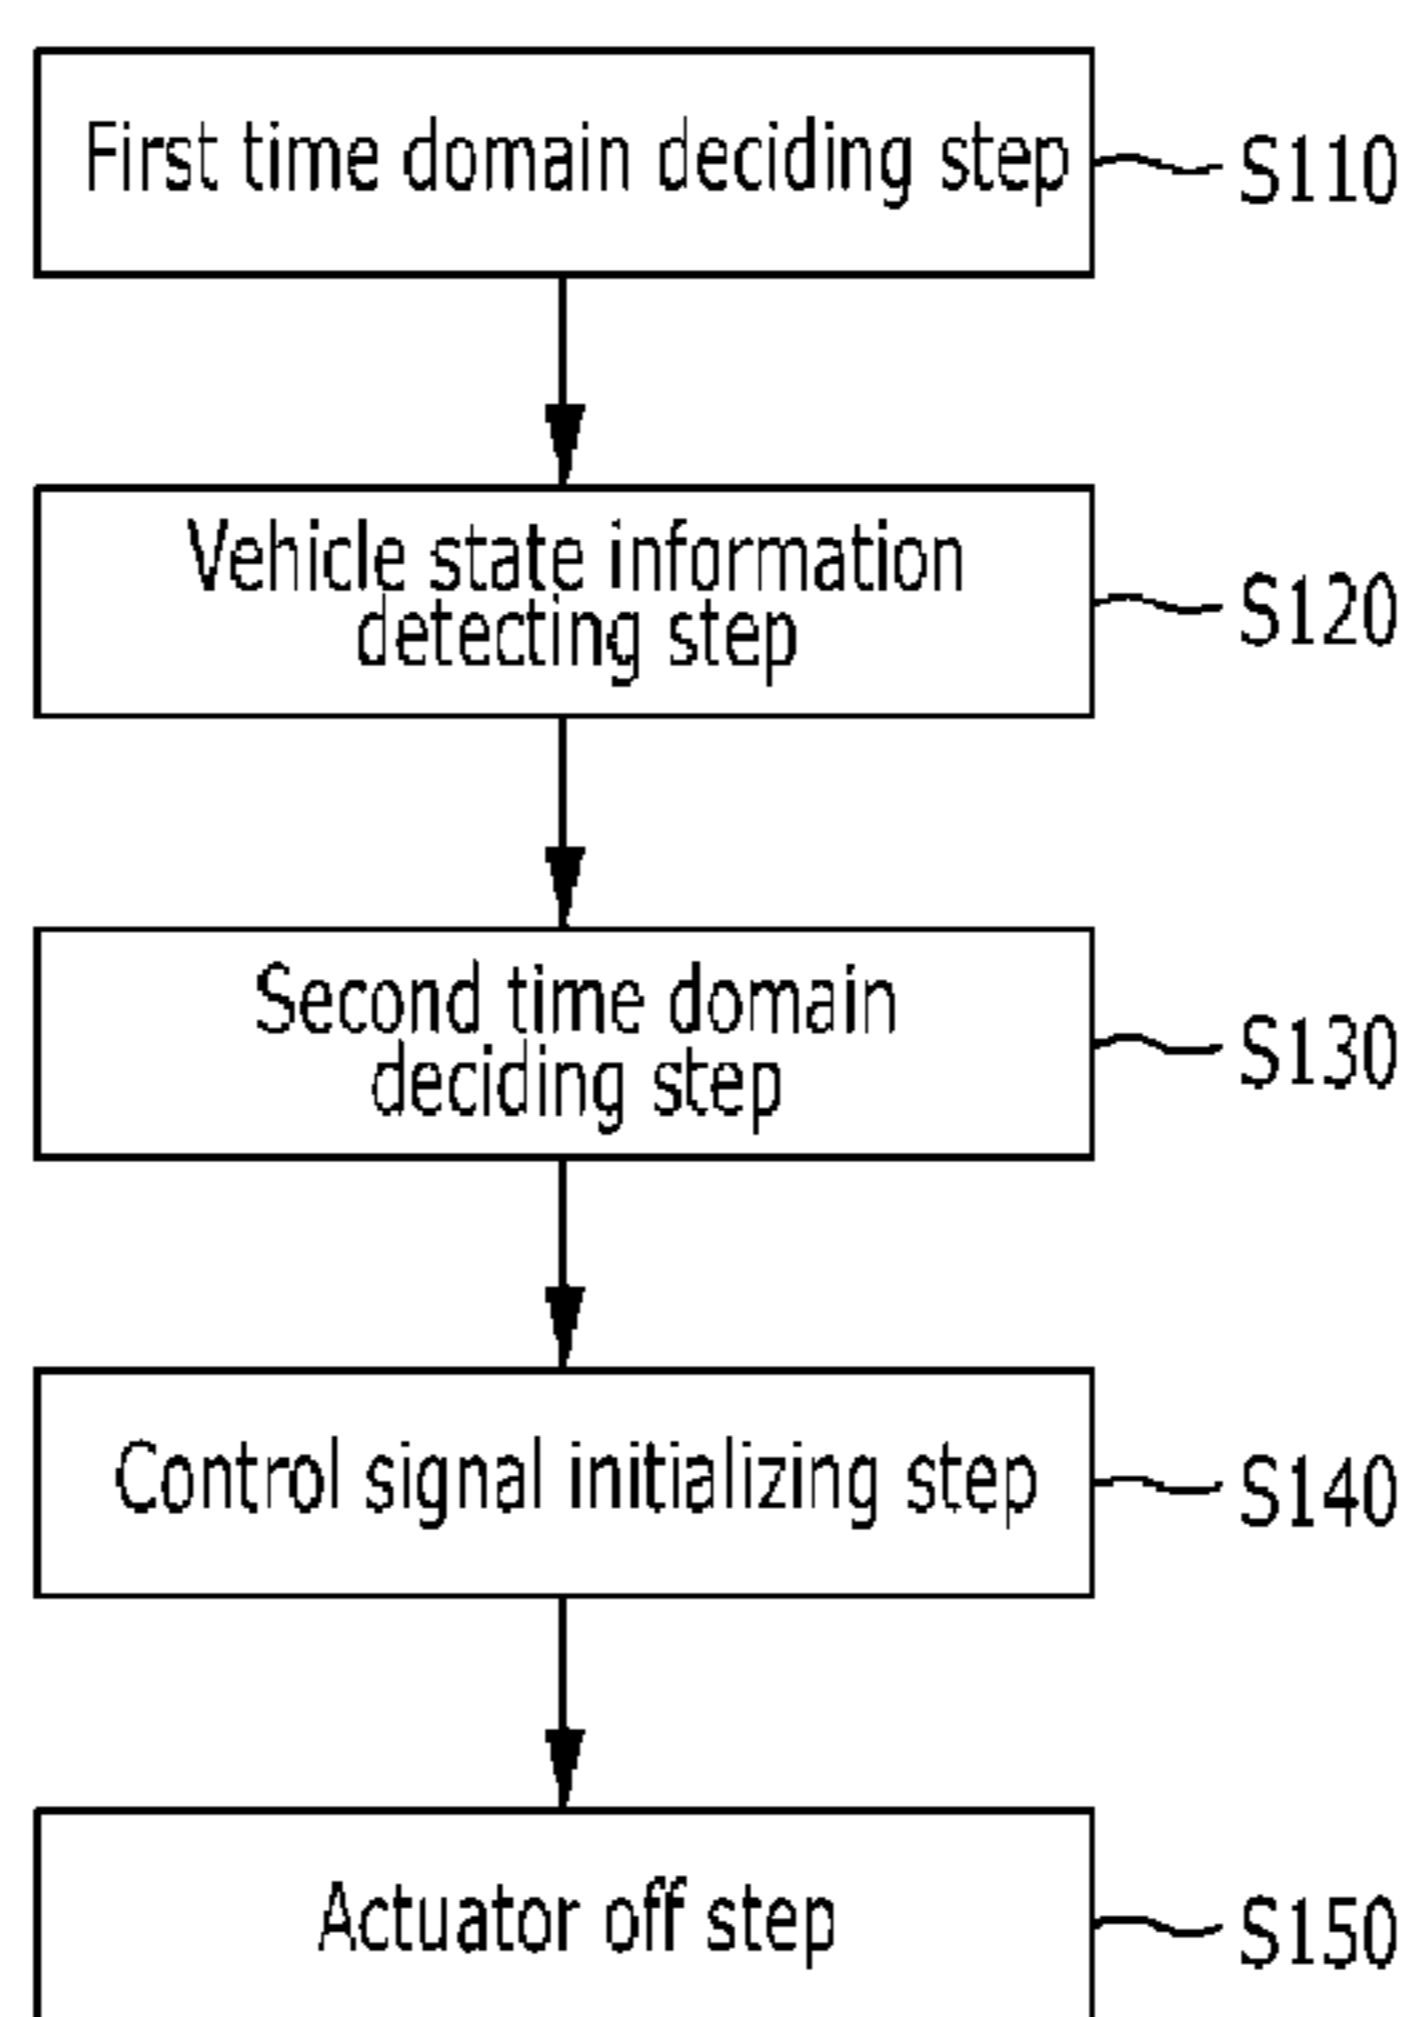 First time domain deciding step
S110
Vehicle state information
detecting step
S120
Second time domain
deciding step
S130
Control signal initializing step
S140
Actuator off step
S150